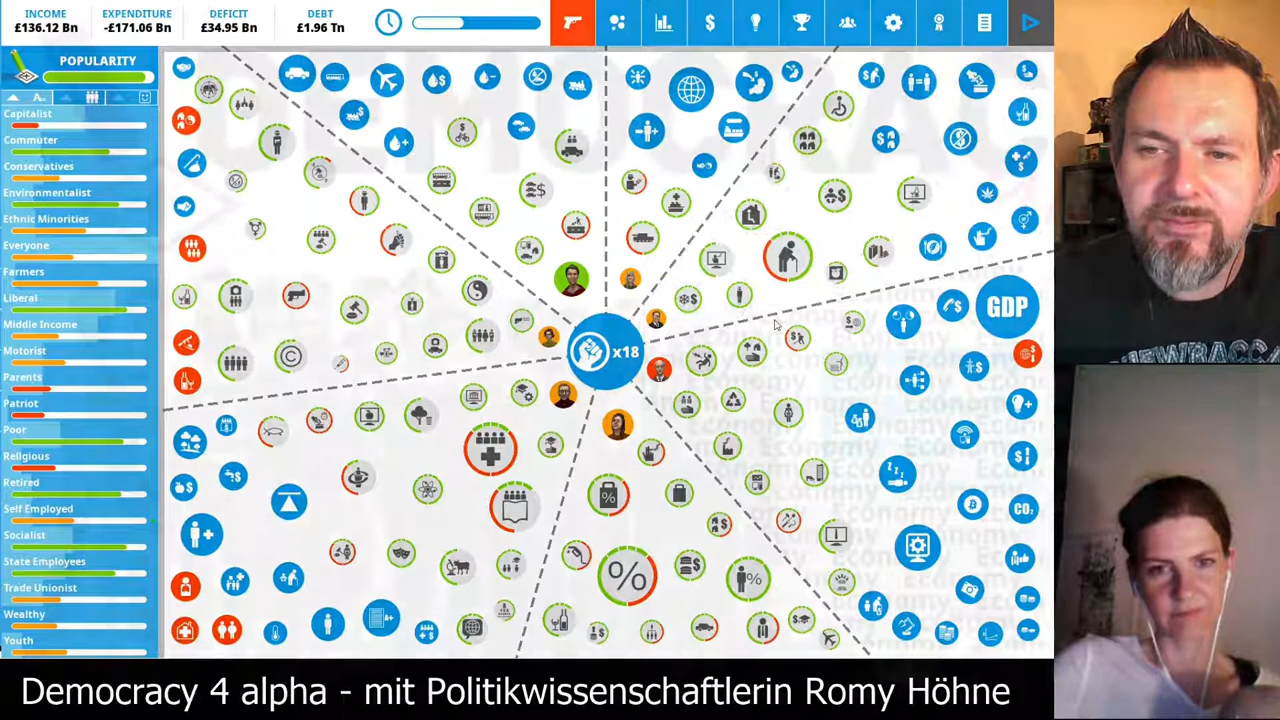 INCOME
£136.12 Bn
EXPENDITURE
-£171.06 Bn
DEFICIT
£34.95 Bn
DEBT
£1.96 Tn
POPULARITY
Capitalist
Commuter
Conservatives
Environmentalist
Ethnic Minorities
Everyone
Farmers
Liberal
Middle Income
Motorist
Parents
Patriot
Poor
Religious
Retired
Self Employed
Socialist
State Employees
Trade Unionist
Wealthy
Youth
x18
GDP
CO₂
Democracy 4 alpha - mit Politikwissenschaftlerin Romy Höhne